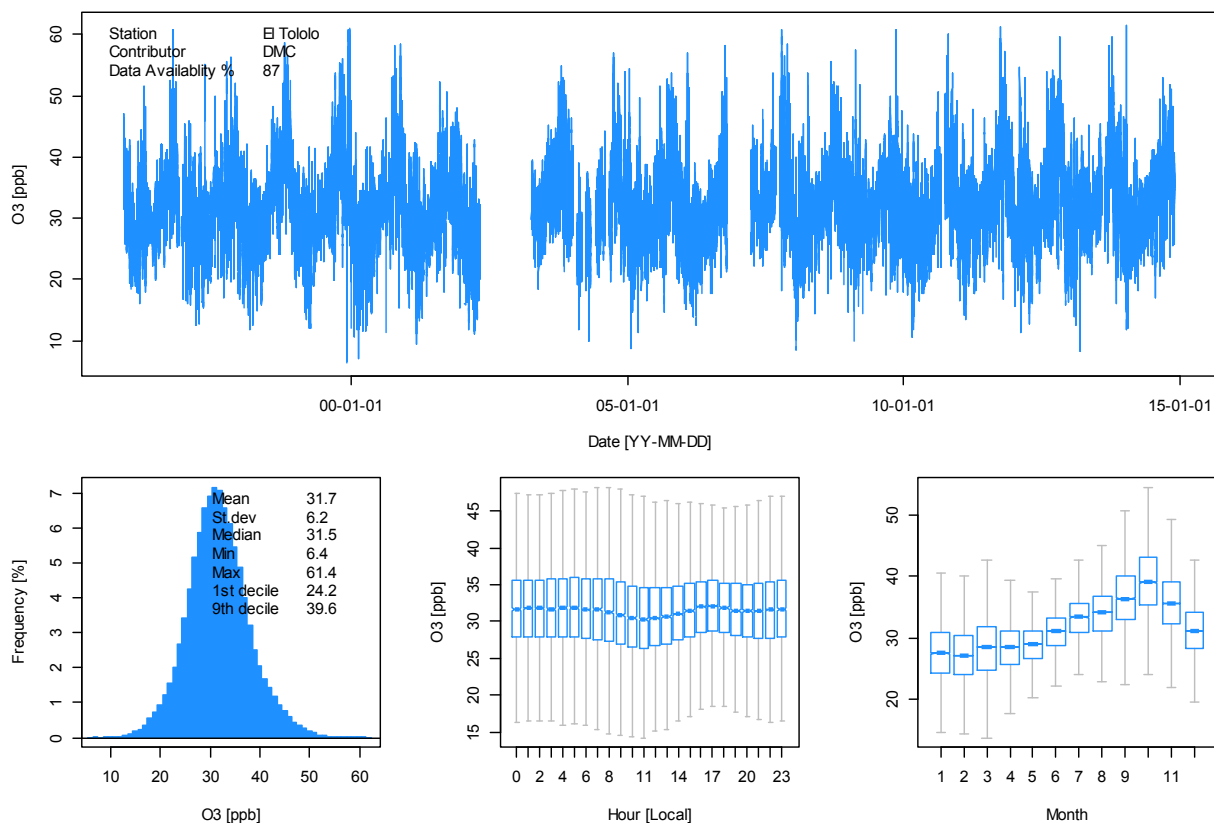 Station El Tololo
Contributor DMC
Data Availablity % 87
60
50
40
30
20
10
O3 [ppb]
00-01-01 05-01-01 10-01-01 15-01-01
Date [YY-MM-DD]
7
6
5
4
3
2
1
0
Frequency [%]
Mean 31.7
St.dev 6.2
Median 31.5
Min 6.4
Max 61.4
1st decile 24.2
9th decile 39.6
10 20 30 40 50 60
O3 [ppb]
45
40
35
30
25
20
15
O3 [ppb]
0 2 4 6 8 11 14 17 20 23
Hour [Local]
50
40
30
20
O3 [ppb]
1 2 3 4 5 6 7 8 9 11
Month